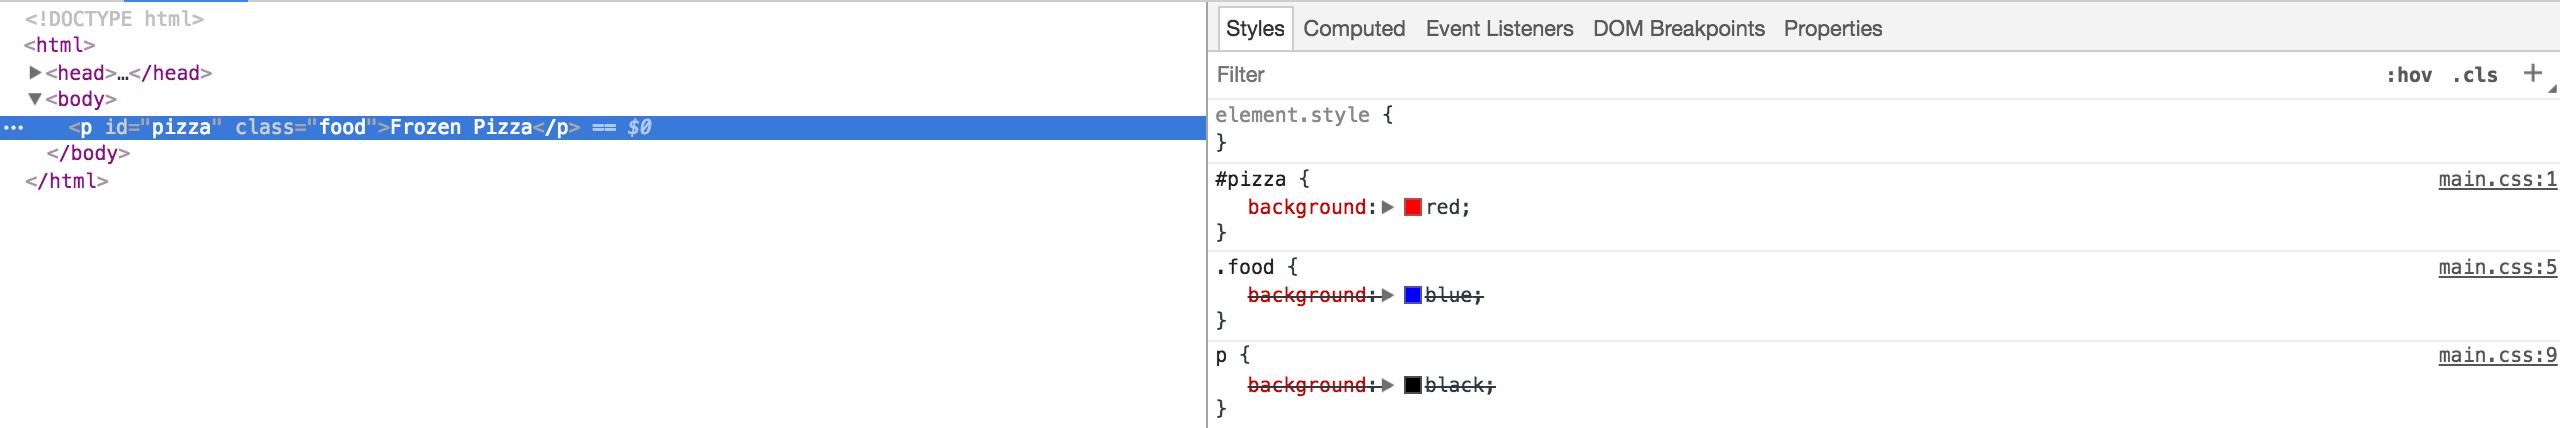 <!DOCTYPE html>
<html>
▶<head>…</head>
▼<body>
… <p id="pizza" class="food">Frozen Pizza</p> == $0
</body>
</html>
Styles Computed Event Listeners DOM Breakpoints Properties
Filter :hov .cls +
element.style {
}
#pizza { main.css:1
background:▶ red;
}
.food { main.css:5
background:▶ blue;
}
p { main.css:9
background:▶ black;
}